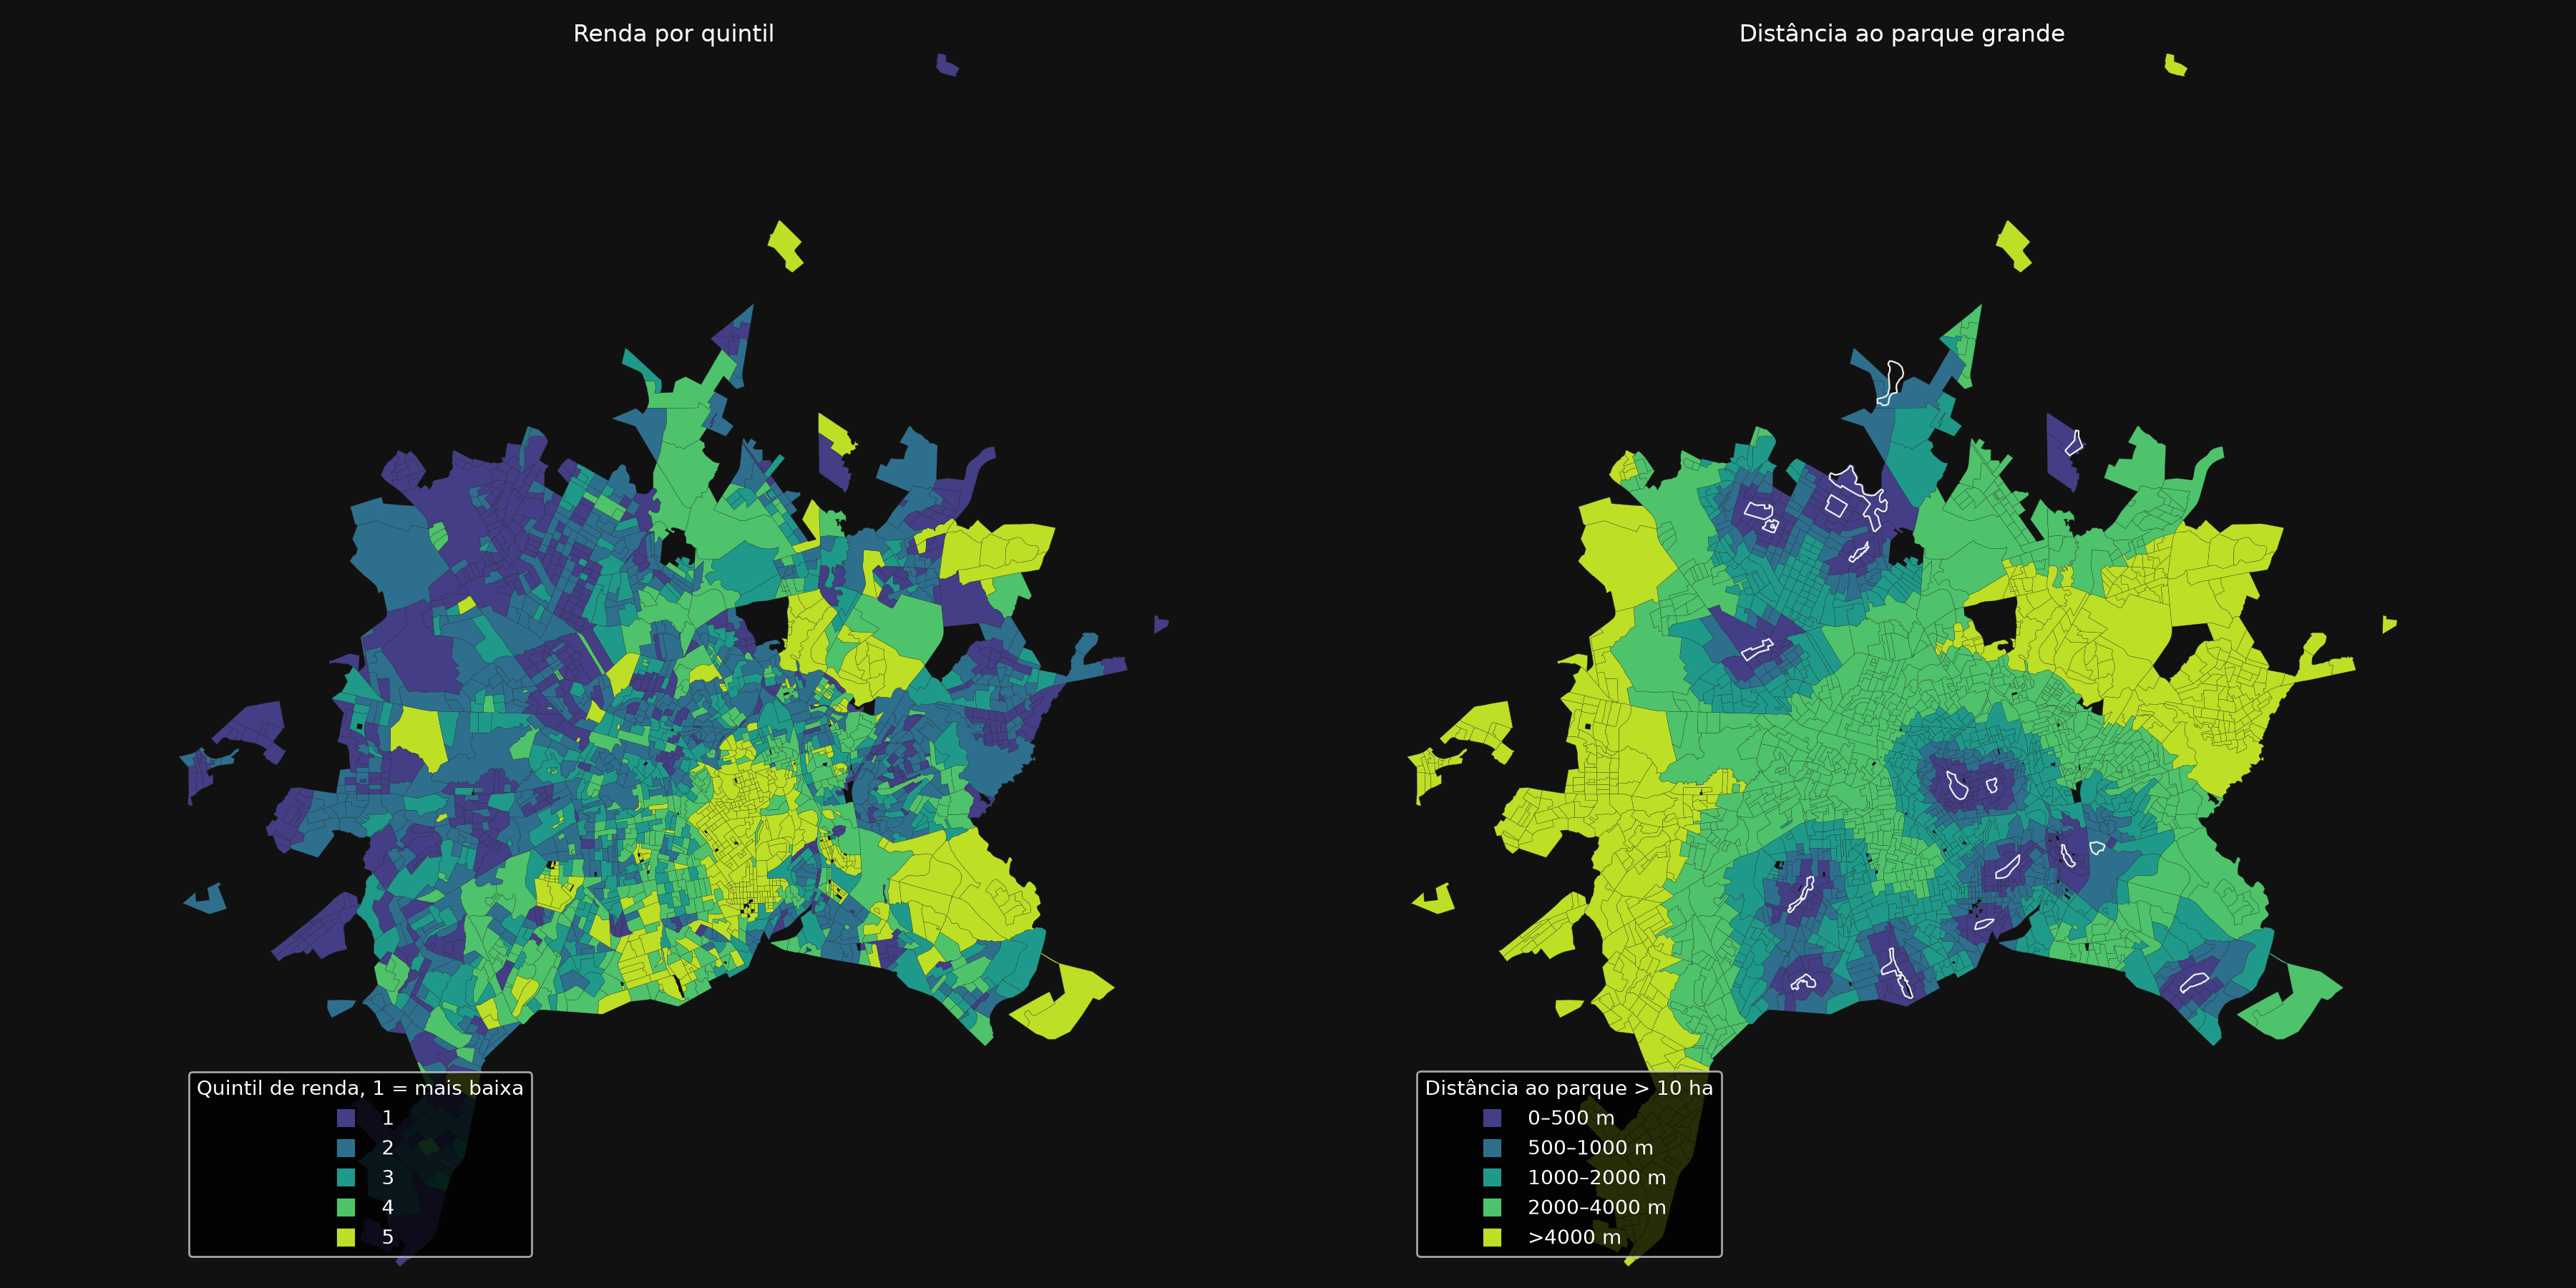 Renda por quintil
Distância ao parque grande
Quintil de renda, 1 = mais baixa
1
2
3
4
5
Distância ao parque > 10 ha
0–500 m
500–1000 m
1000–2000 m
2000–4000 m
>4000 m